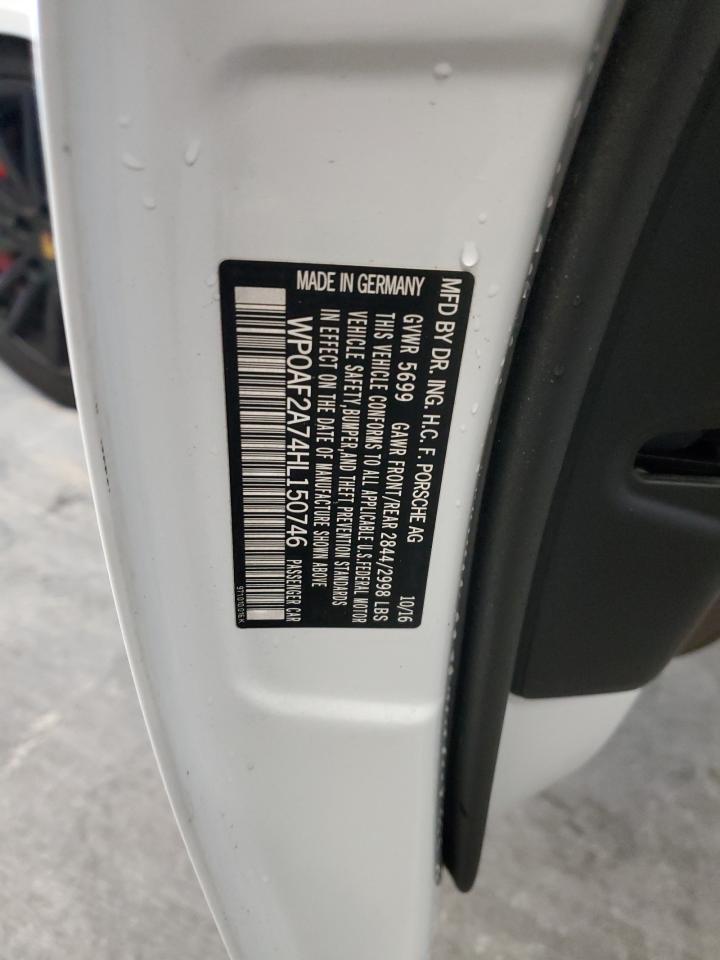 MFD BY DR. ING. H.C. F. PORSCHE AG
GVWR 5699 GAWR FRONT/REAR 2844/2998 LBS 10/16
THIS VEHICLE CONFORMS TO ALL APPLICABLE U.S.FEDERAL MOTOR
VEHICLE SAFETY,BUMPER,AND THEFT PREVENTION STANDARDS
IN EFFECT ON THE DATE OF MANUFACTURE SHOWN ABOVE
MADE IN GERMANY
WP0AF2A74HL150746 PASSENGER CAR